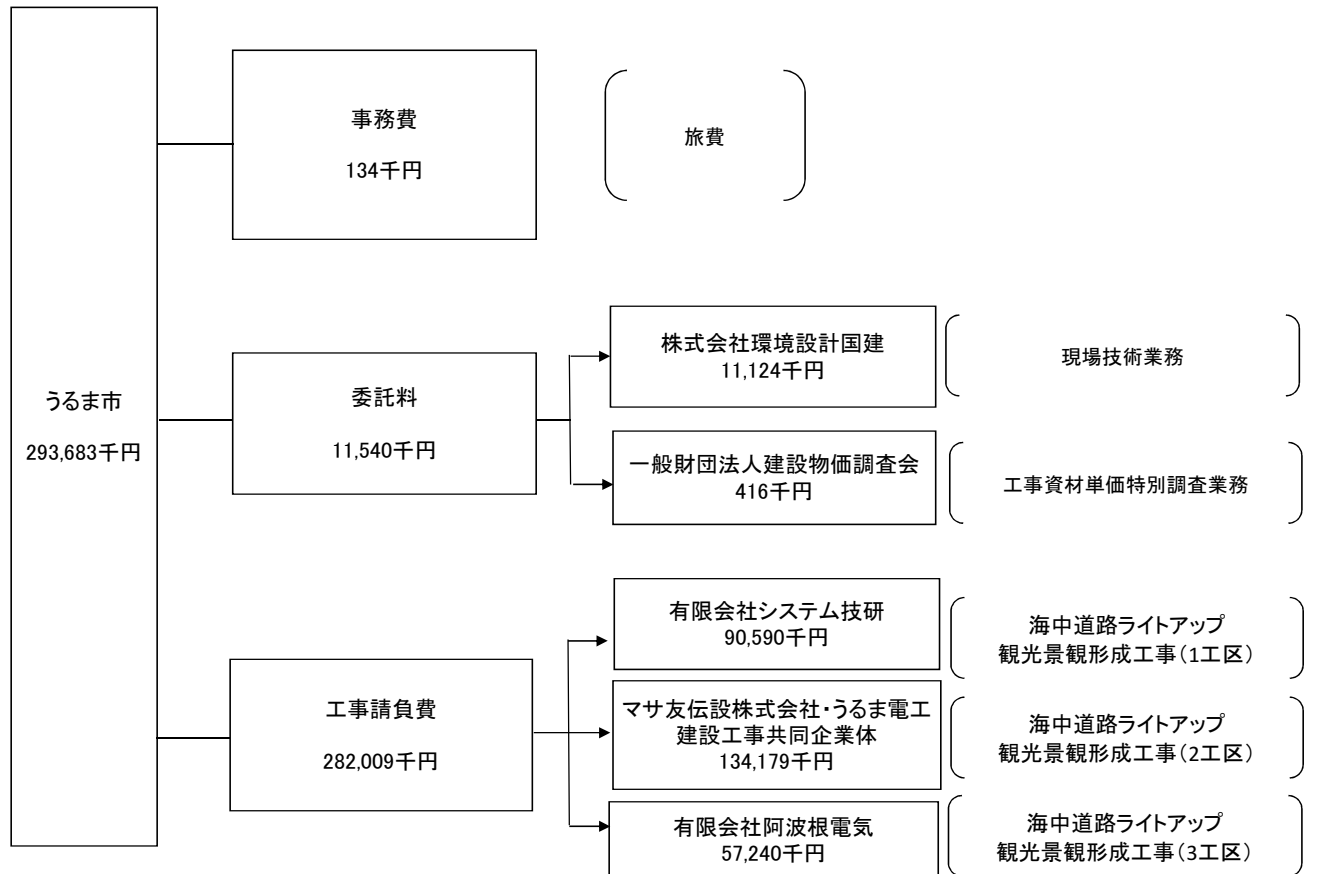 うるま市
293,683千円
事務費
134千円
旅費
委託料
11,540千円
株式会社環境設計国建
11,124千円
現場技術業務
一般財団法人建設物価調査会
416千円
工事資材単価特別調査業務
工事請負費
282,009千円
有限会社システム技研
90,590千円
海中道路ライトアップ
観光景観形成工事(1工区)
マサ友伝設株式会社・うるま電工
建設工事共同企業体
134,179千円
海中道路ライトアップ
観光景観形成工事(2工区)
有限会社阿波根電気
57,240千円
海中道路ライトアップ
観光景観形成工事(3工区)